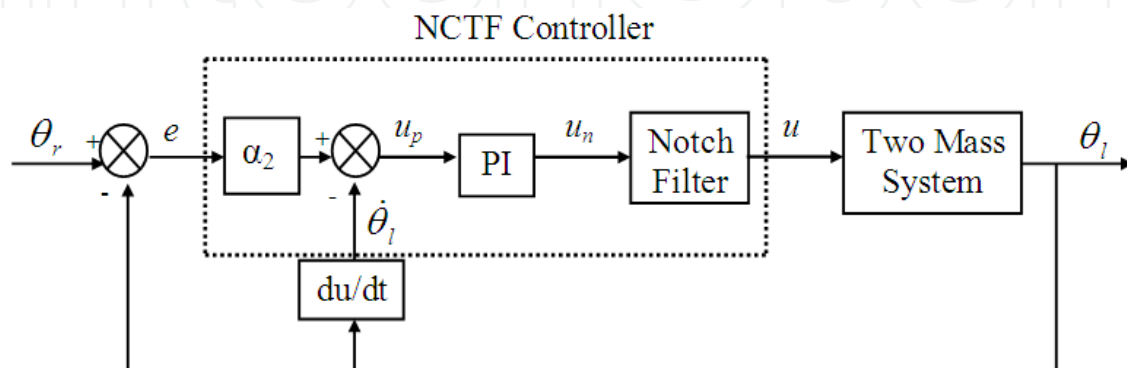 NCTF Controller
θr
+
-
e
α2
+
-
up
PI
un
Notch
Filter
u
Two Mass
System
θl
θ̇l
du/dt